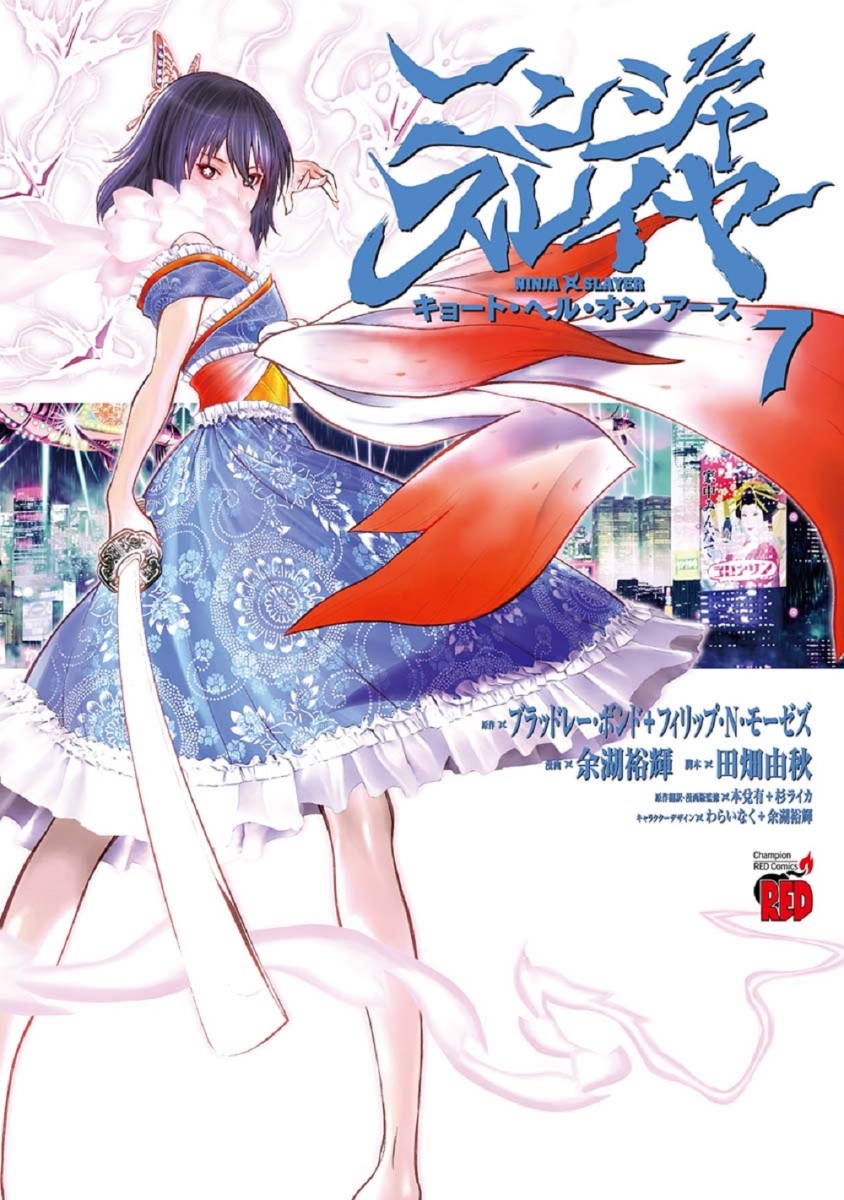 ニンジャ
スレイヤー
NINJA SLAYER
キョート・ヘル・オン・アース
7
原作 ブラッドレー・ボンド+フィリップ・N・モーゼズ
漫画 余湖裕輝 脚本 田畑由秋
原作翻訳・漫画版監修 本兌有+杉ライカ
キャラクターデザイン わらいなく+余湖裕輝
Champion
RED Comics
RED